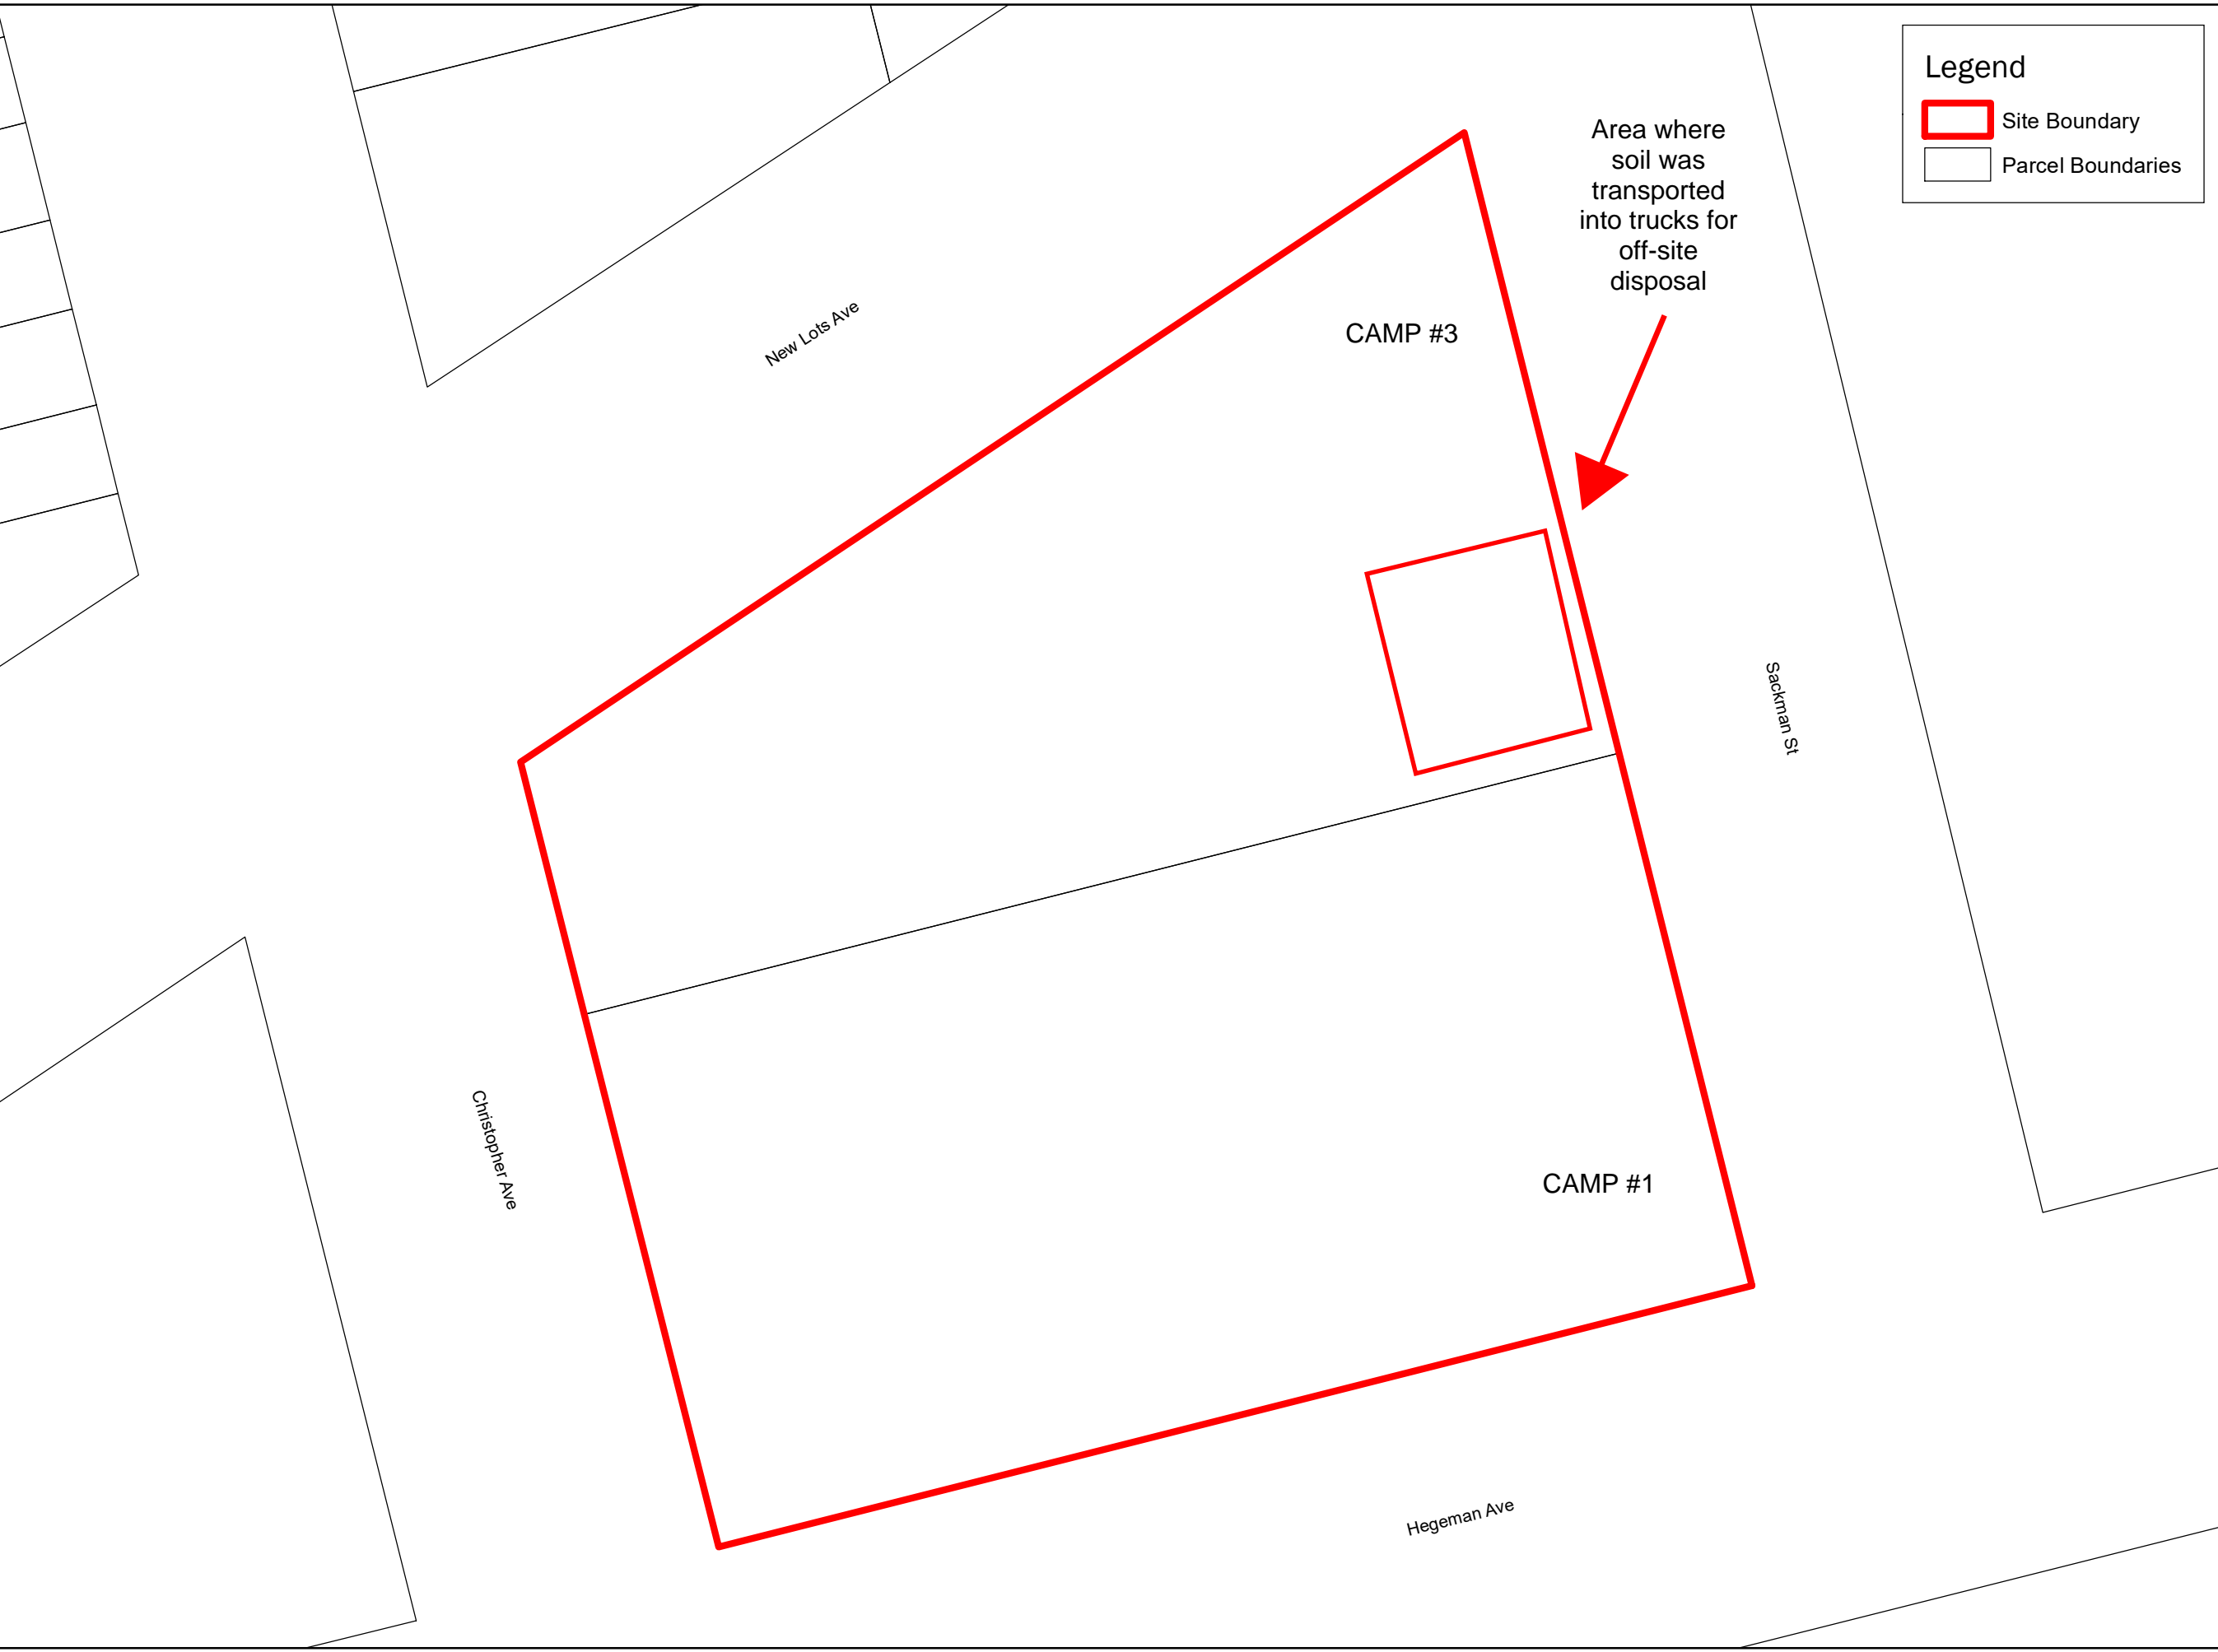 Legend
Site Boundary
Parcel Boundaries
Area where
soil was
transported
into trucks for
off-site
disposal
New Lots Ave
CAMP #3
Sackman St
Christopher Ave
CAMP #1
Hegeman Ave